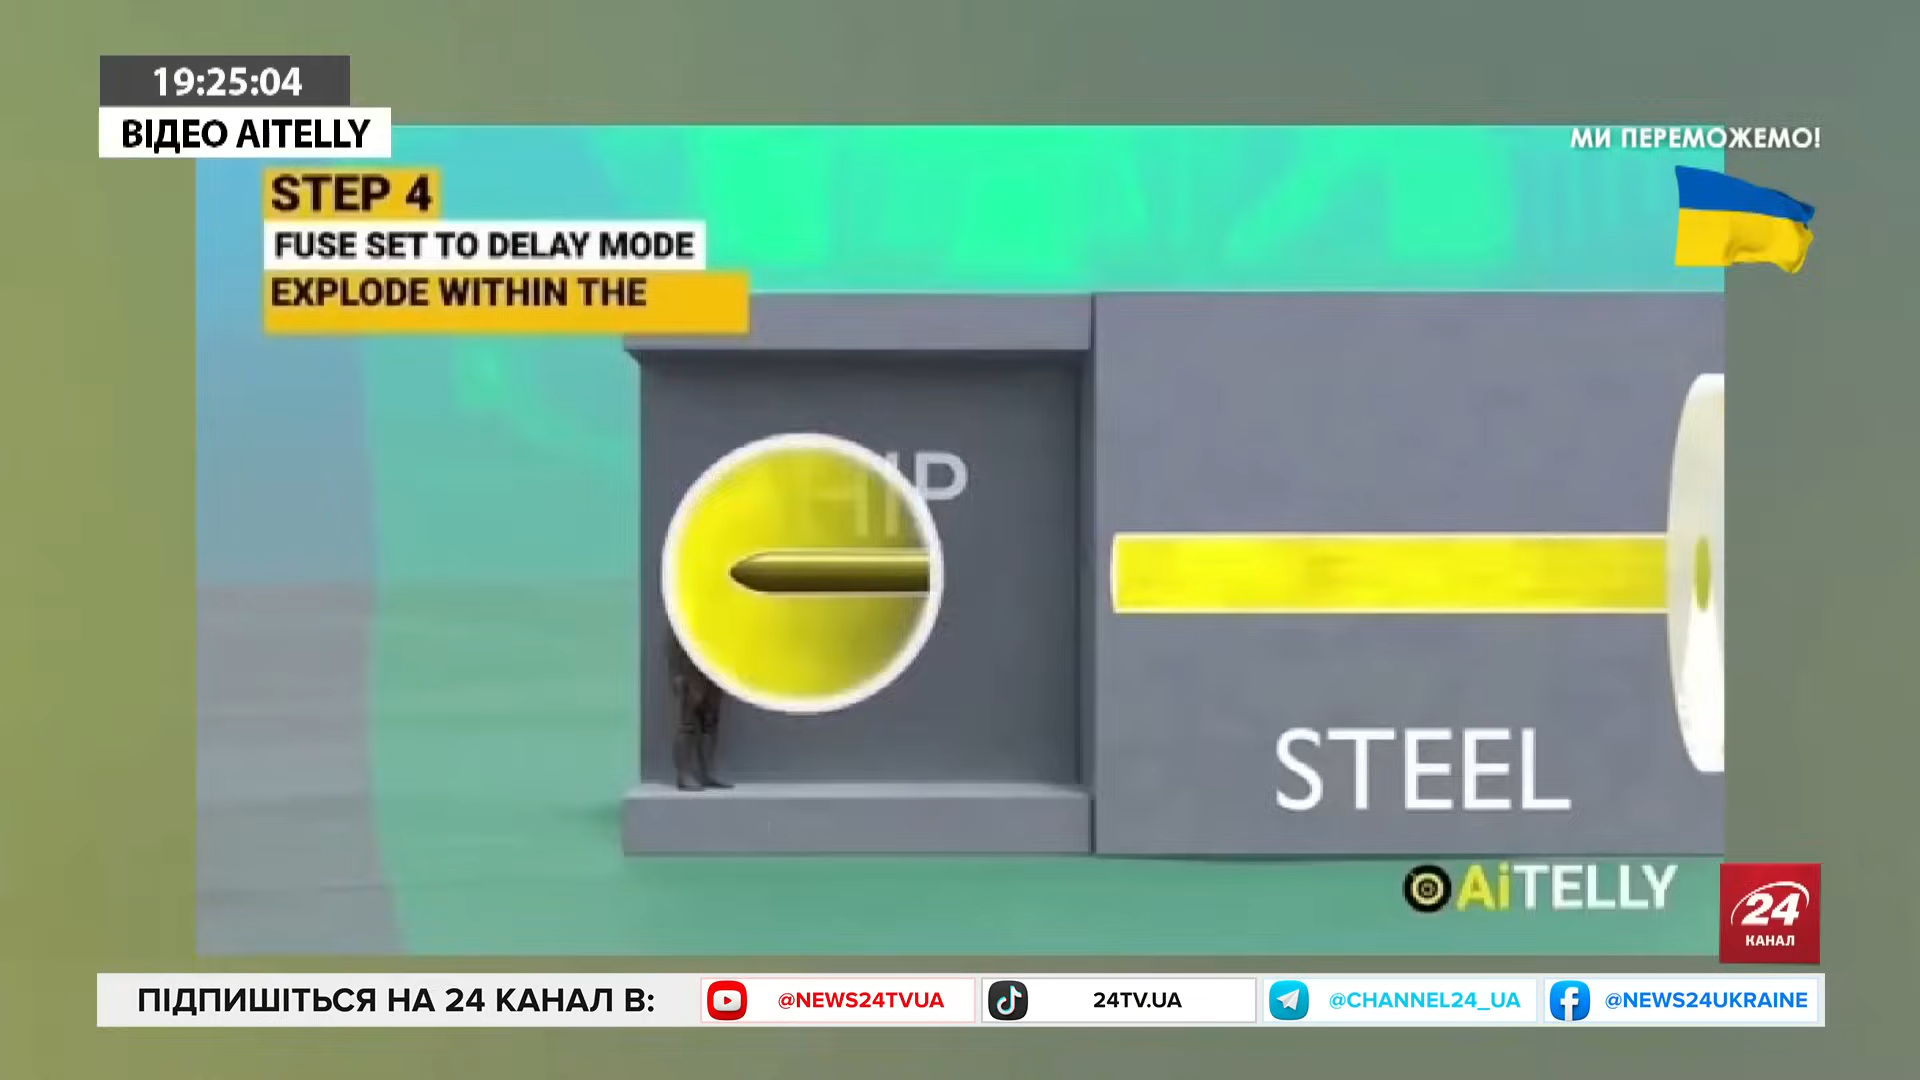 19:25:04
ВІДЕО AITELLY
МИ ПЕРЕМОЖЕМО!
STEP 4
FUSE SET TO DELAY MODE
EXPLODE WITHIN THE
HIP
STEEL
AiTELLY
24
КАНАЛ
ПІДПИШІТЬСЯ НА 24 КАНАЛ В: @NEWS24TVUA 24TV.UA @CHANNEL24_UA @NEWS24UKRAINE